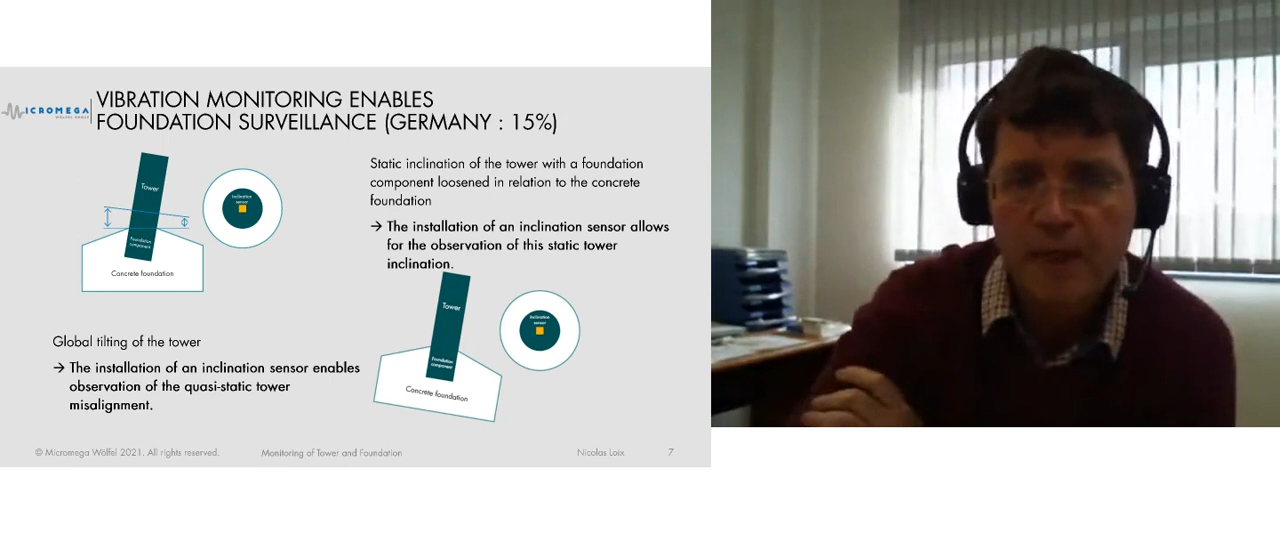 ICROMEGA
WÖLFEL GROUP
VIBRATION MONITORING ENABLES
FOUNDATION SURVEILLANCE (GERMANY : 15%)
Tower
Foundation
component
Concrete foundation
Inclination
sensor
Static inclination of the tower with a foundation
component loosened in relation to the concrete
foundation
→ The installation of an inclination sensor allows
for the observation of this static tower
inclination.
Global tilting of the tower
→ The installation of an inclination sensor enables
observation of the quasi-static tower
misalignment.
Tower
Foundation
component
Concrete foundation
Inclination
sensor
© Micromega Wölfel 2021. All rights reserved.
Monitoring of Tower and Foundation
Nicolas Loix
7